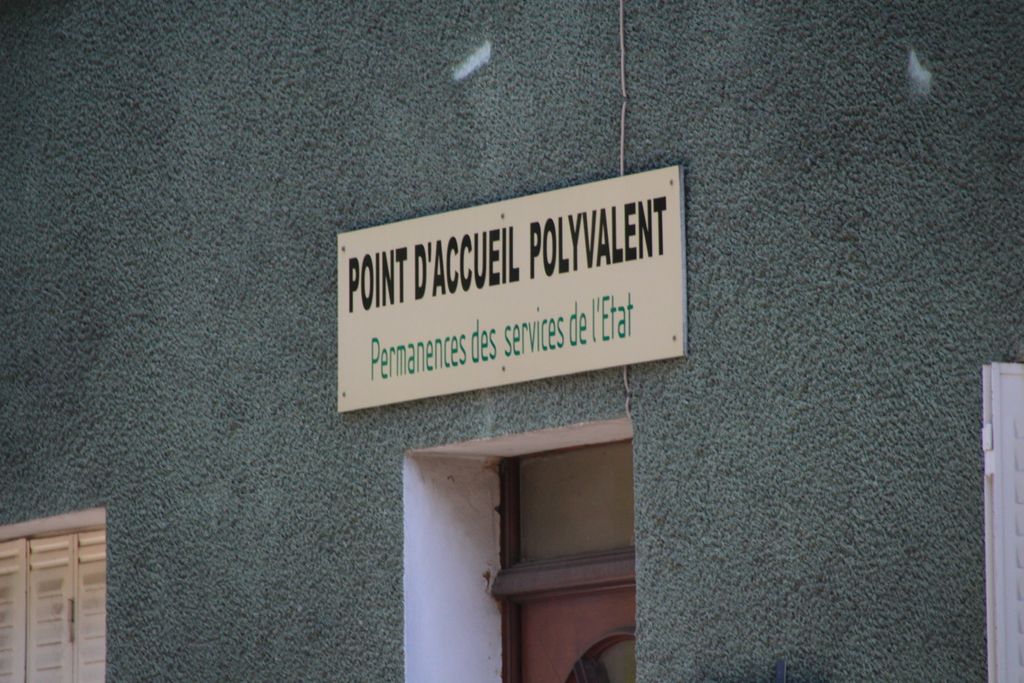 POINT D'ACCUEIL POLYVALENT
Permanences des services de l'Etat